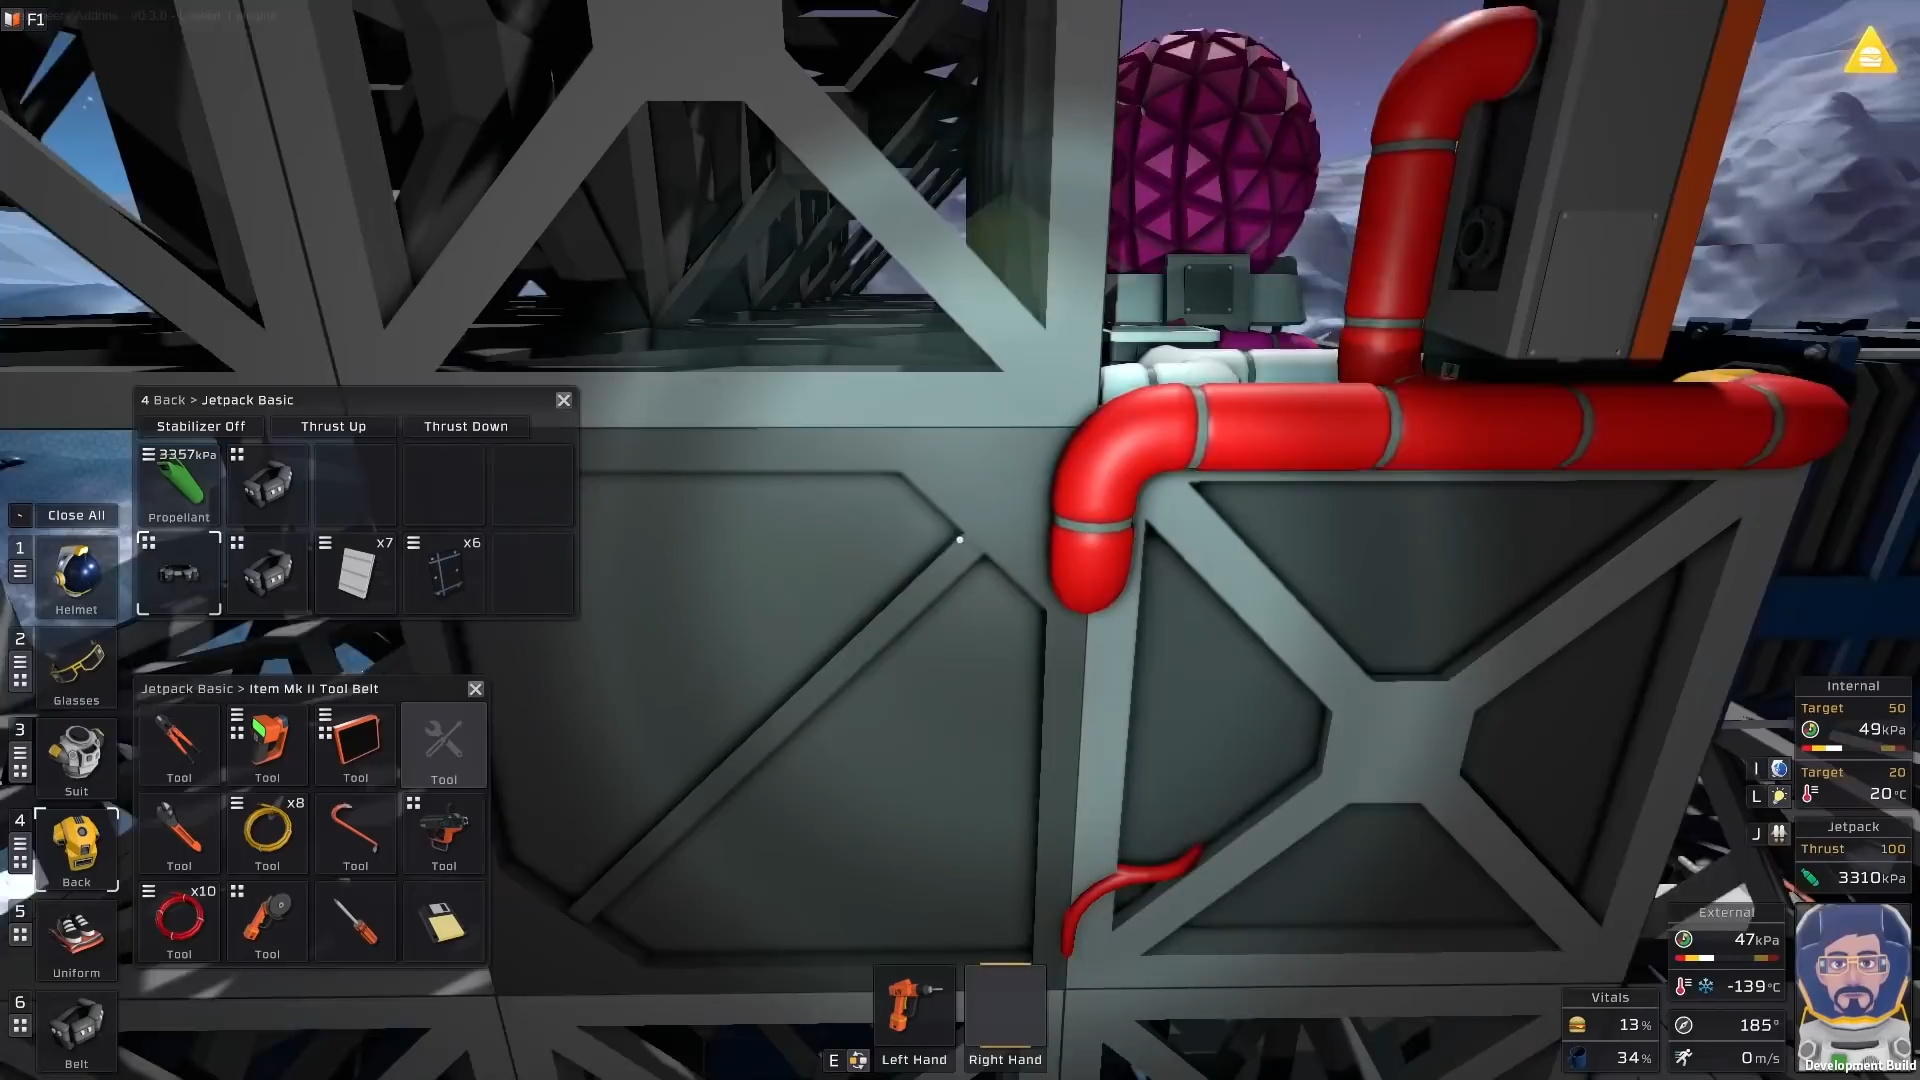 F1
4 Back > Jetpack Basic
Stabilizer Off
Thrust Up
Thrust Down
3357kPa
Propellant
x7
x6
~
Close All
1
Helmet
2
Glasses
3
Suit
4
Back
5
Uniform
6
Belt
Jetpack Basic > Item Mk II Tool Belt
Tool
Tool
Tool
Tool
Tool
x8
Tool
Tool
Tool
x10
Tool
Tool
E
Left Hand
Right Hand
Internal
Target 50
49kPa
Target 20
20°C
I
L
J
Jetpack
Thrust 100
3310kPa
External
47kPa
-139°C
Vitals
13%
34%
185°
0m/s
Development Build